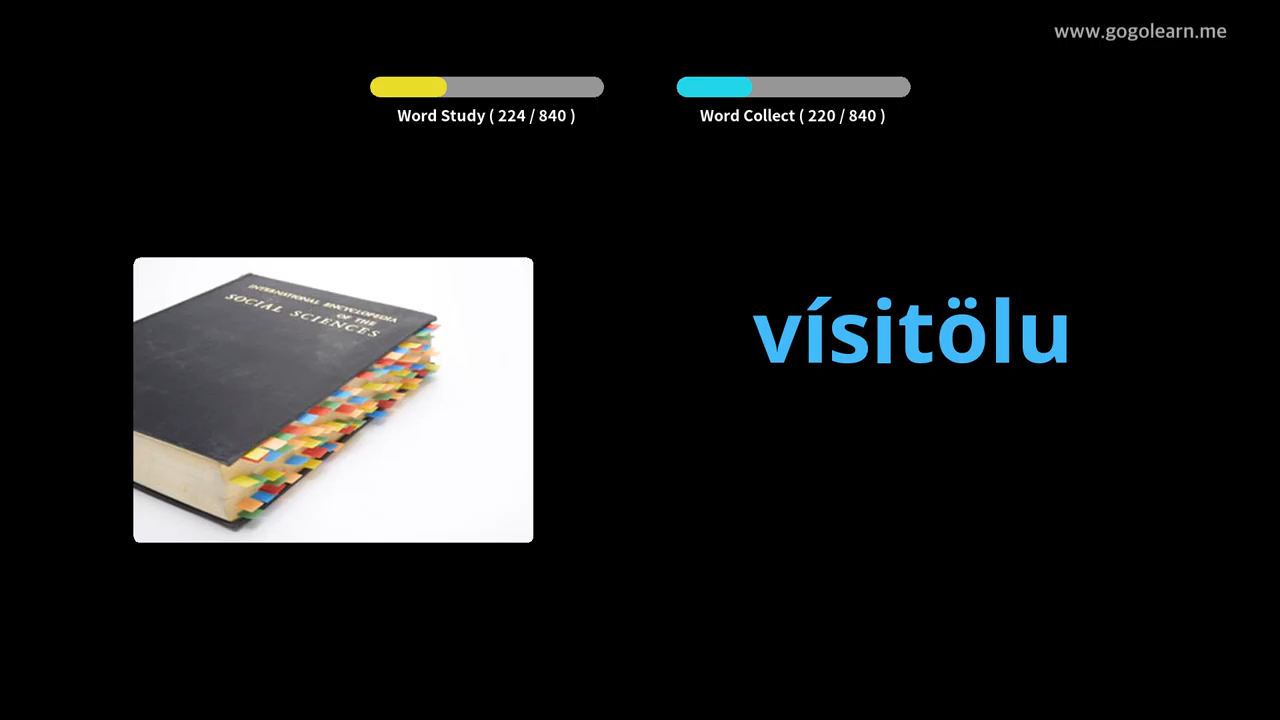 www.gogolearn.me
Word Study ( 224 / 840 )
Word Collect ( 220 / 840 )
INTERNATIONAL ENCYCLOPEDIA
OF THE
SOCIAL SCIENCES
vísitölu